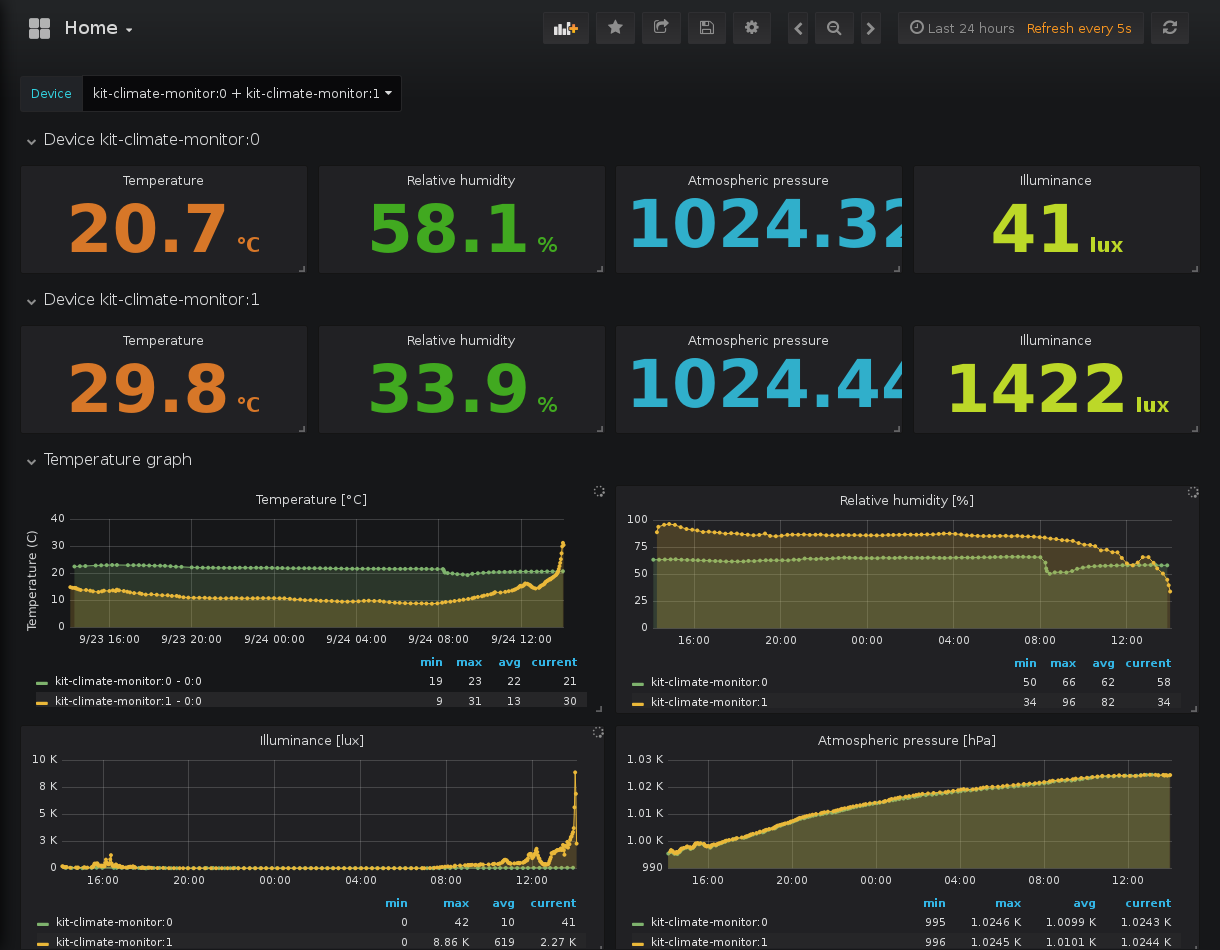 Home
Last 24 hours Refresh every 5s
Device kit-climate-monitor:0 + kit-climate-monitor:1
Device kit-climate-monitor:0
Temperature Relative humidity Atmospheric pressure Illuminance
20.7 °C 58.1 % 1024.32 41 lux
Device kit-climate-monitor:1
Temperature Relative humidity Atmospheric pressure Illuminance
29.8 °C 33.9 % 1024.44 1422 lux
Temperature graph
Temperature [°C]
Temperature (C)
40
30
20
10
0
9/23 16:00 9/23 20:00 9/24 00:00 9/24 04:00 9/24 08:00 9/24 12:00
min max avg current
kit-climate-monitor:0 - 0:0 19 23 22 21
kit-climate-monitor:1 - 0:0 9 31 13 30
Relative humidity [%]
100
75
50
25
0
16:00 20:00 00:00 04:00 08:00 12:00
min max avg current
kit-climate-monitor:0 50 66 62 58
kit-climate-monitor:1 34 96 82 34
Illuminance [lux]
10 K
8 K
5 K
3 K
0
16:00 20:00 00:00 04:00 08:00 12:00
min max avg current
kit-climate-monitor:0 0 42 10 41
kit-climate-monitor:1 0 8.86 K 619 2.27 K
Atmospheric pressure [hPa]
1.03 K
1.02 K
1.01 K
1.00 K
990
16:00 20:00 00:00 04:00 08:00 12:00
min max avg current
kit-climate-monitor:0 995 1.0246 K 1.0099 K 1.0243 K
kit-climate-monitor:1 996 1.0245 K 1.0101 K 1.0244 K